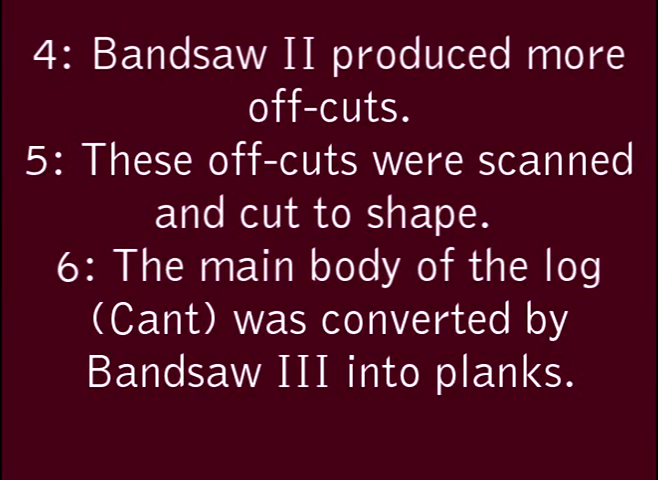 4: Bandsaw II produced more
off-cuts.
5: These off-cuts were scanned
and cut to shape.
6: The main body of the log
(Cant) was converted by
Bandsaw III into planks.